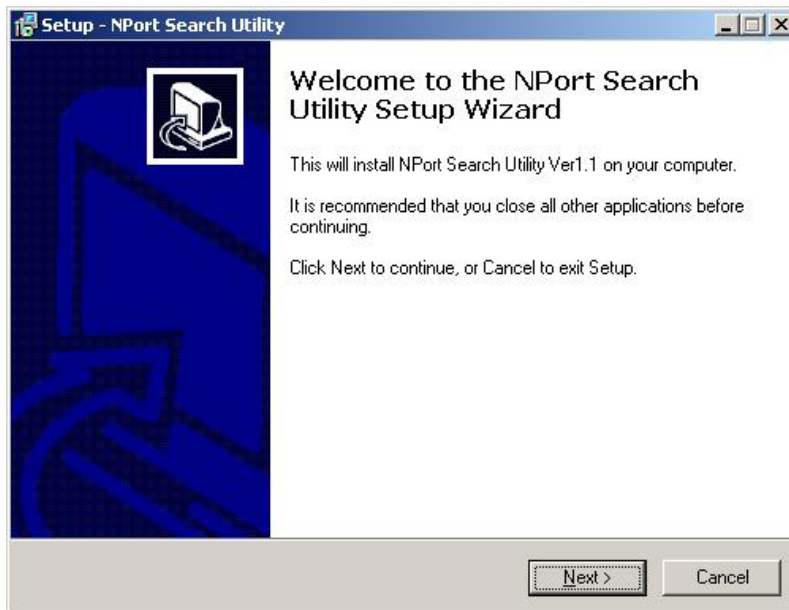 Setup - NPort Search Utility
Welcome to the NPort Search
Utility Setup Wizard
This will install NPort Search Utility Ver1.1 on your computer.
It is recommended that you close all other applications before
continuing.
Click Next to continue, or Cancel to exit Setup.
Next >
Cancel